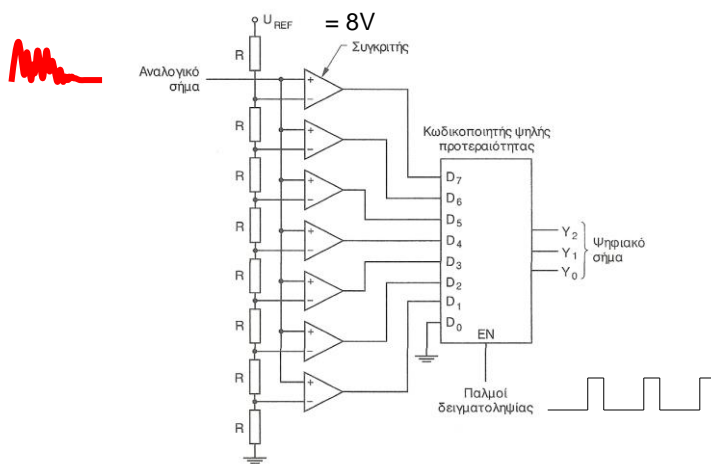 U REF = 8V
Συγκριτής
R
Αναλογικό
σήμα
R
R
R
R
R
R
R
Κωδικοποιητής ψηλής
προτεραιότητας
D7
D6
D5
D4
D3
D2
D1
D0
EN
Y2
Y1
Y0
Ψηφιακό
σήμα
Παλμοί
δειγματοληψίας
+
−
+
−
+
−
+
−
+
−
+
−
+
−